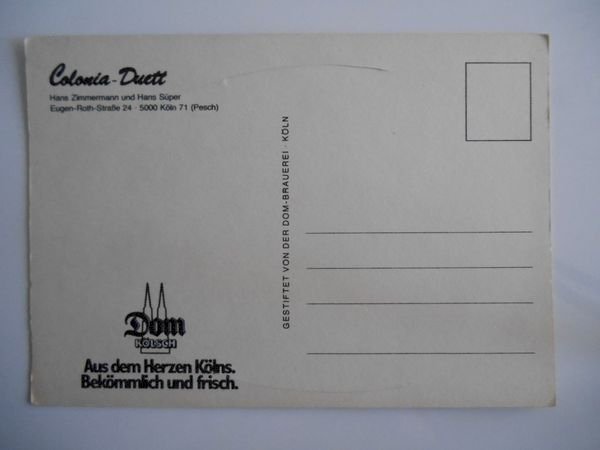 Colonia-Duett
Hans Zimmermann und Hans Süper
Eugen-Roth-Straße 24 · 5000 Köln 71 (Pesch)
GESTIFTET VON DER DOM-BRAUEREI · KÖLN
Dom
KÖLSCH
Aus dem Herzen Kölns.
Bekömmlich und frisch.